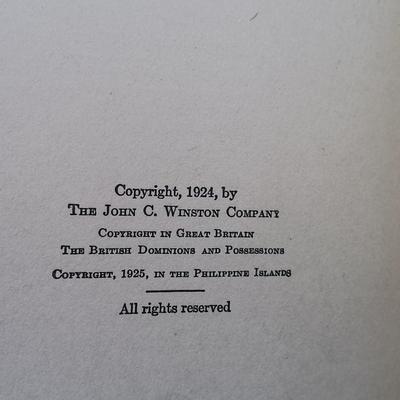 Copyright, 1924, by
The John C. Winston Company
Copyright in Great Britain
The British Dominions and Possessions
Copyright, 1925, in the Philippine Islands
All rights reserved